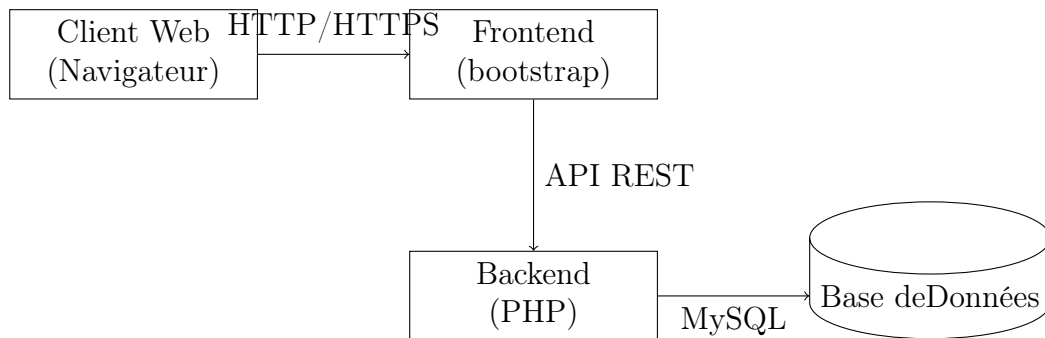 Client Web
(Navigateur)
HTTP/HTTPS
Frontend
(bootstrap)
API REST
Backend
(PHP)
MySQL
Base deDonnées